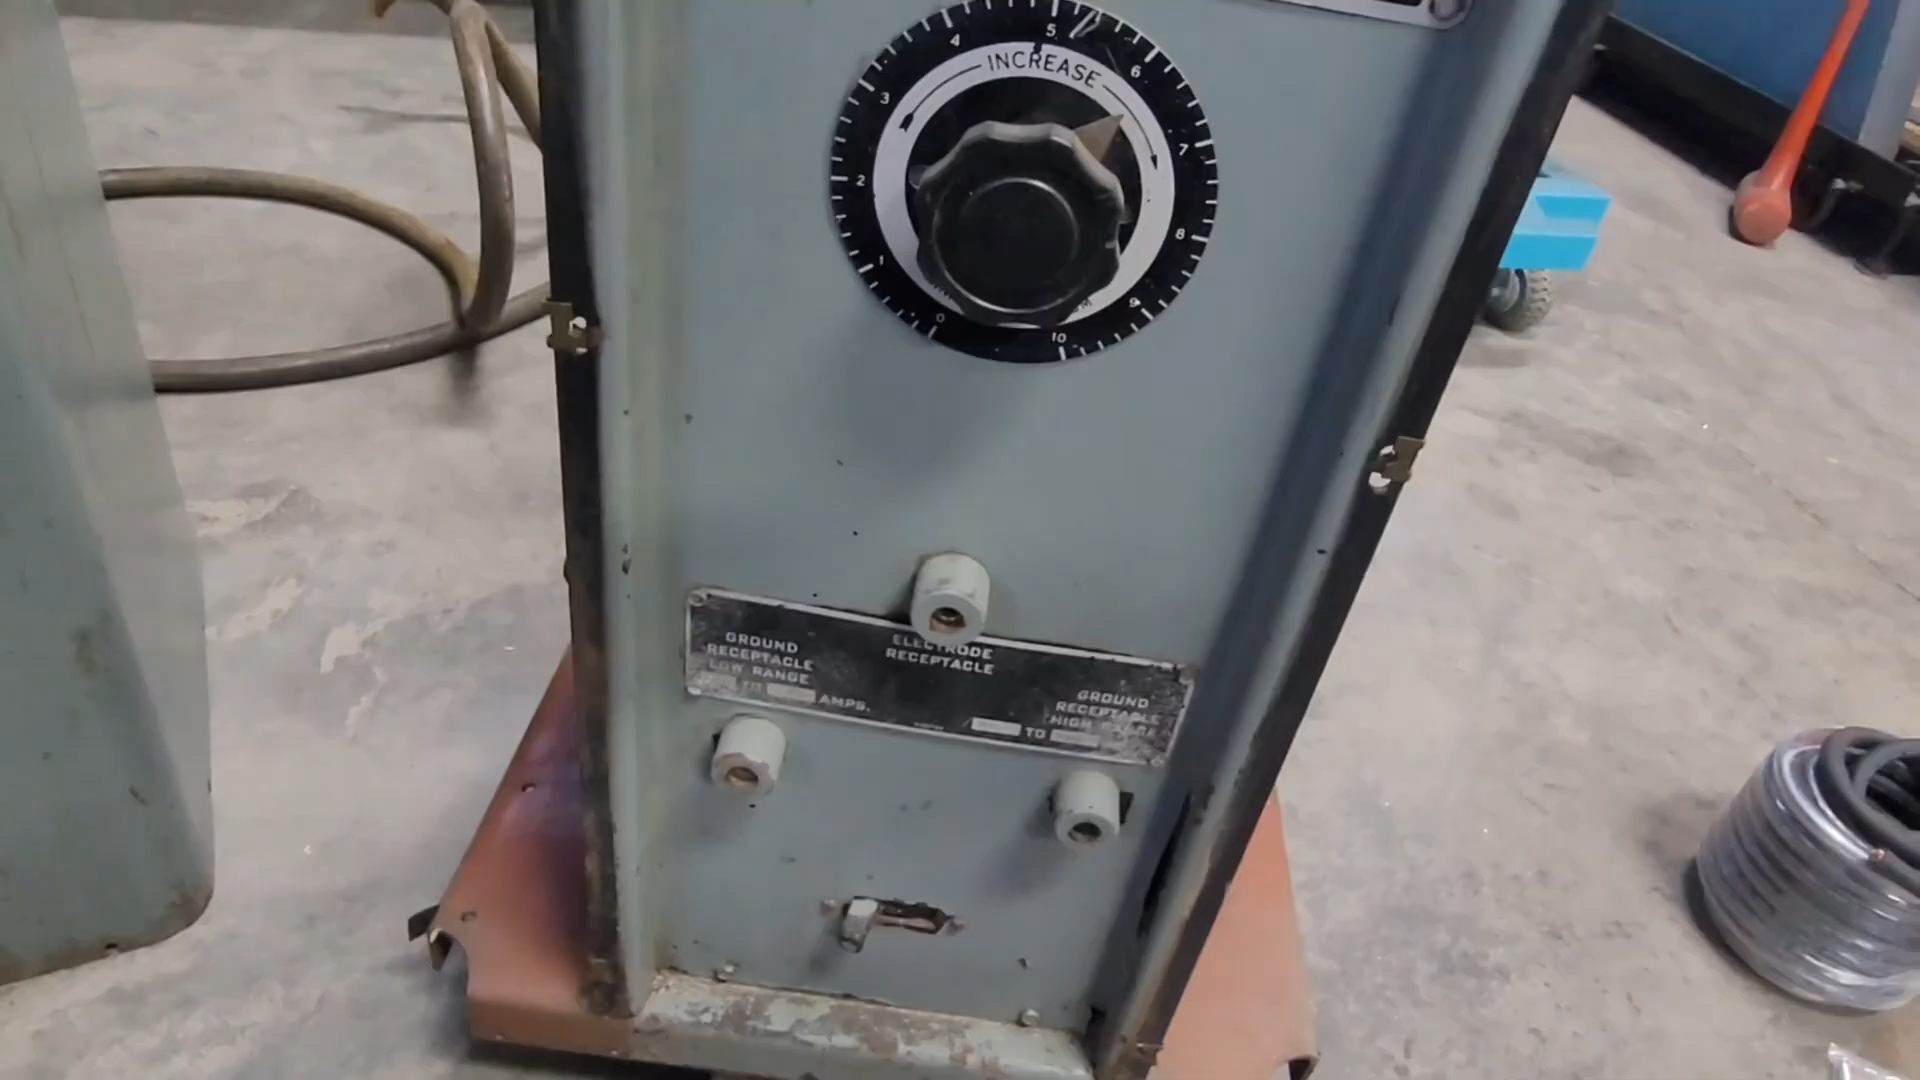 INCREASE
0
1
2
3
4
5
6
7
8
9
10
GROUND
RECEPTACLE
LOW RANGE
TO
AMPS.
ELECTRODE
RECEPTACLE
GROUND
RECEPTACLE
HIGH
TO